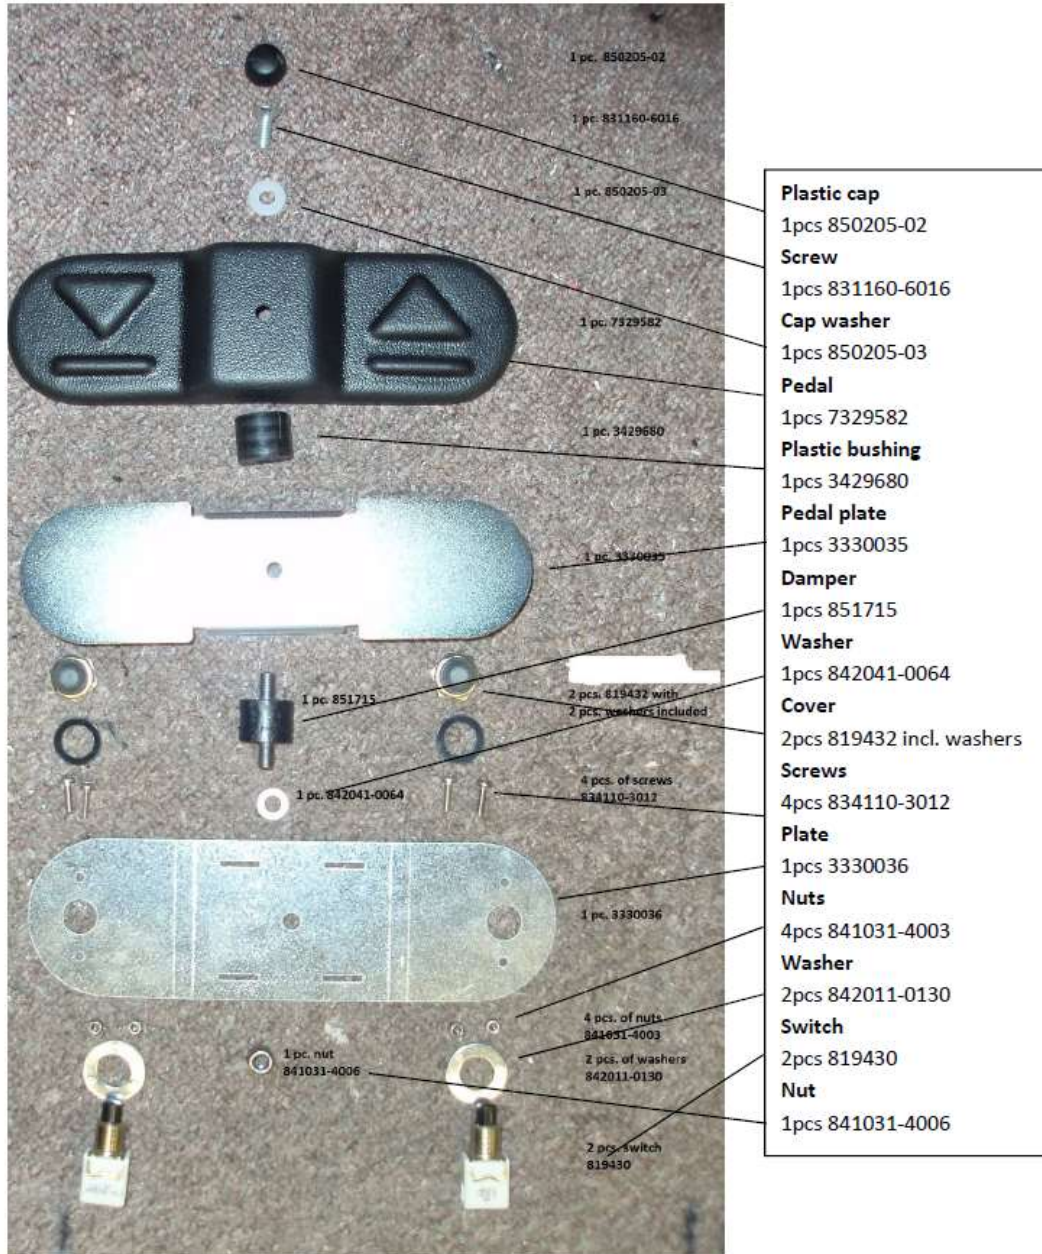 1 pc. 850205-02
1 pc. 831160-6016
1 pc. 850205-03
1 pc. 7329582
1 pc. 3429680
1 pc. 3330035
1 pc. 851715
2 pcs. 819432 with
2 pcs. washers included
1 pc. 842041-0064
4 pcs. of screws
834110-3012
1 pc. 3330036
4 pcs. of nuts
841031-4003
1 pc. nut
841031-4006
2 pcs. of washers
842011-0130
2 pcs. switch
819430
Plastic cap
1pcs 850205-02
Screw
1pcs 831160-6016
Cap washer
1pcs 850205-03
Pedal
1pcs 7329582
Plastic bushing
1pcs 3429680
Pedal plate
1pcs 3330035
Damper
1pcs 851715
Washer
1pcs 842041-0064
Cover
2pcs 819432 incl. washers
Screws
4pcs 834110-3012
Plate
1pcs 3330036
Nuts
4pcs 841031-4003
Washer
2pcs 842011-0130
Switch
2pcs 819430
Nut
1pcs 841031-4006